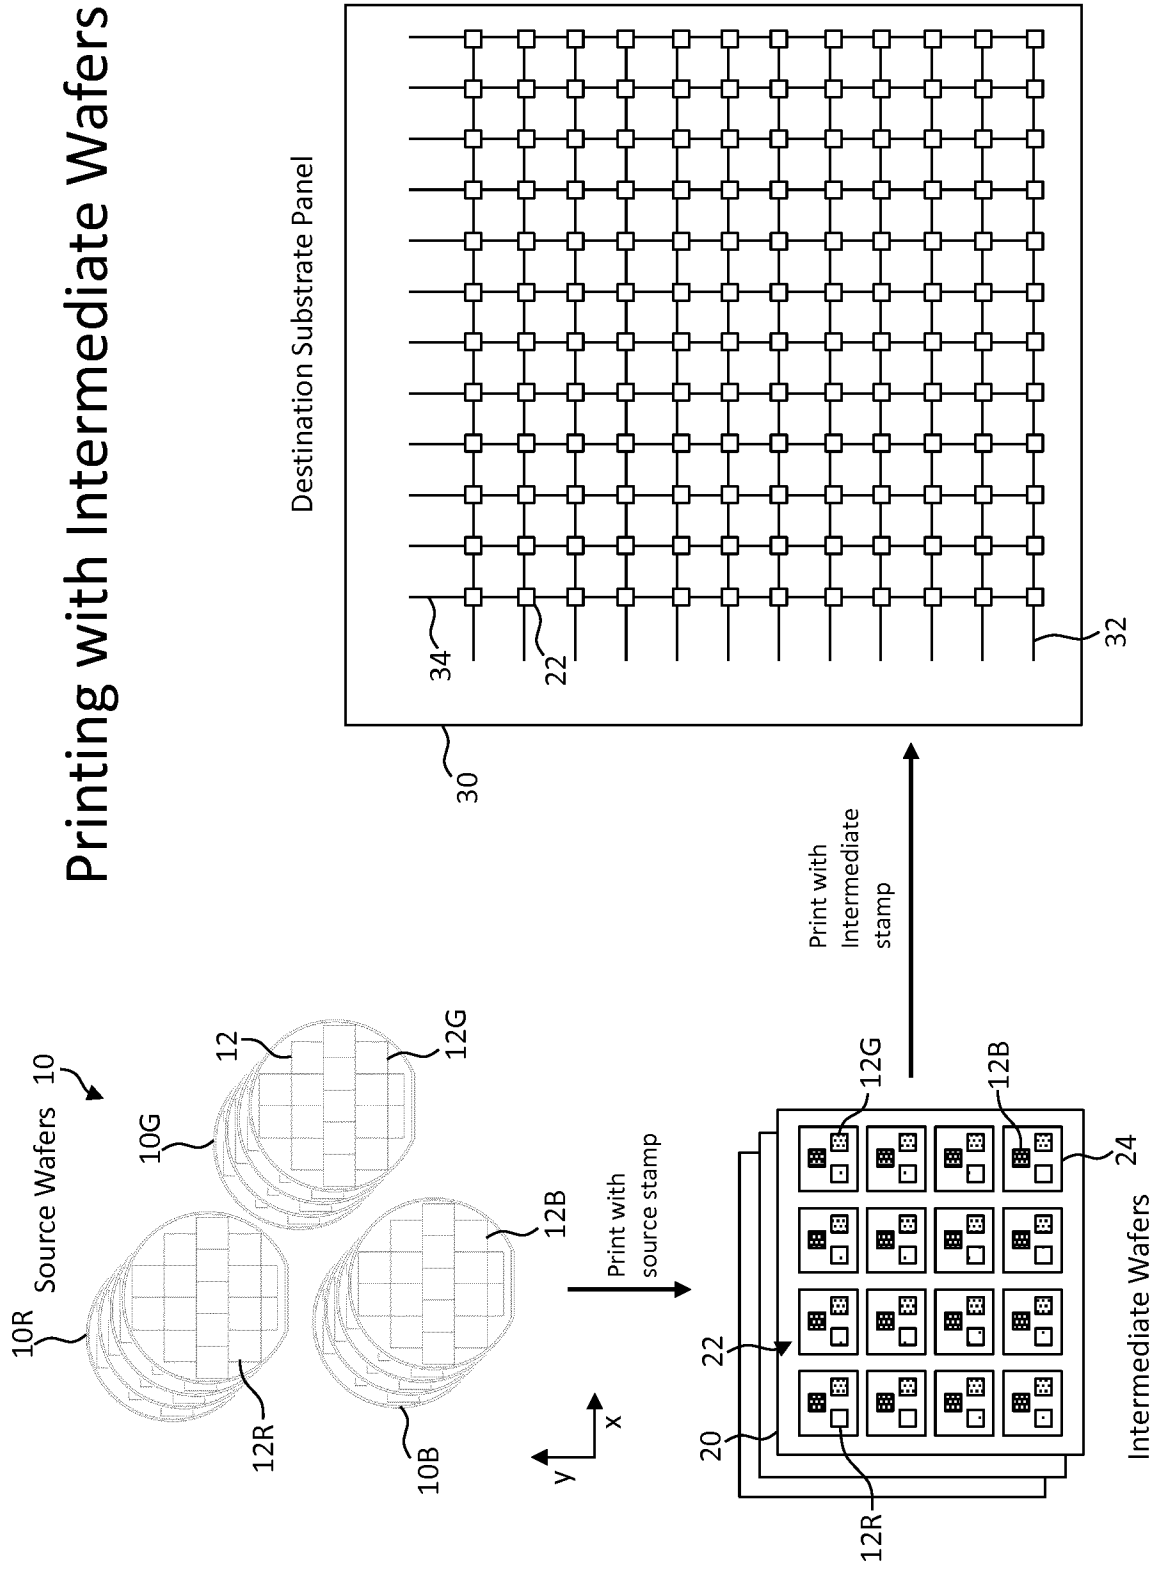 Printing with Intermediate Wafers
Source Wafers 10
10R
10G
12
12G
12R
12B
10B
y
x
Print with
source stamp
Destination Substrate Panel
34
22
30
32
Print with
Intermediate
stamp
22
20
12G
12B
12R
24
Intermediate Wafers